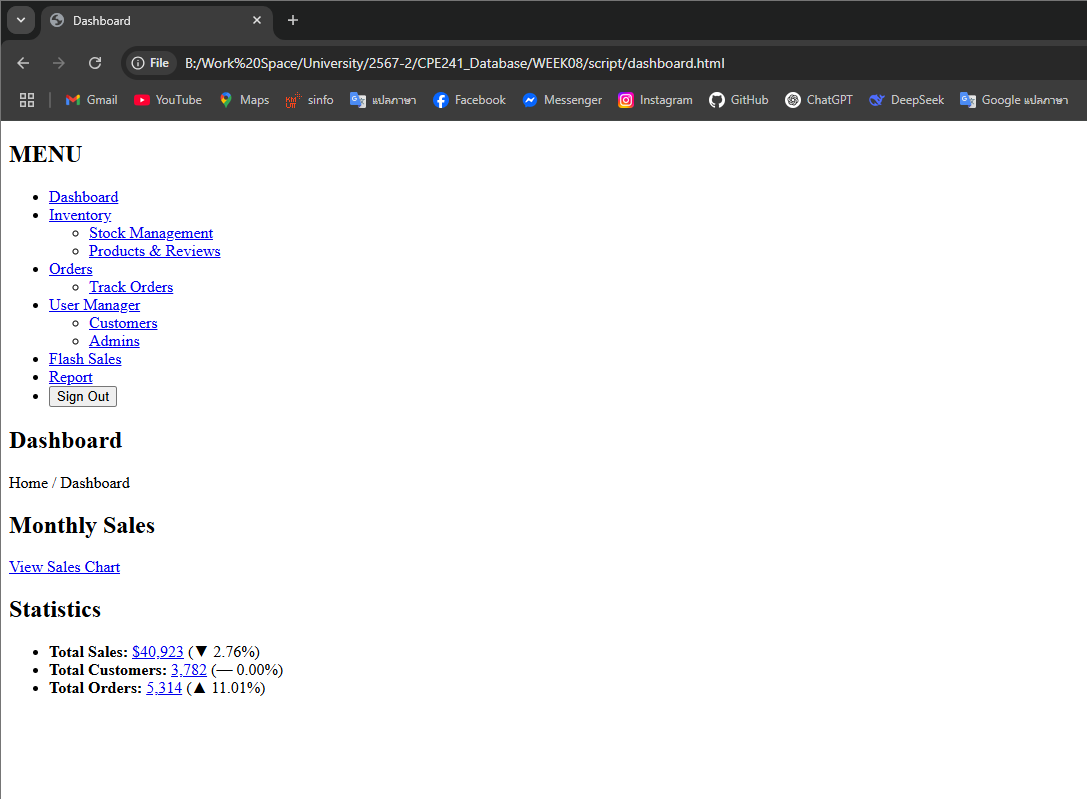 Dashboard
File B:/Work%20Space/University/2567-2/CPE241_Database/WEEK08/script/dashboard.html
Gmail YouTube Maps sinfo แปลภาษา Facebook Messenger Instagram GitHub ChatGPT DeepSeek Google แปลภาษา
MENU
Dashboard
Inventory
Stock Management
Products & Reviews
Orders
Track Orders
User Manager
Customers
Admins
Flash Sales
Report
Sign Out
Dashboard
Home / Dashboard
Monthly Sales
View Sales Chart
Statistics
Total Sales: $40,923 (▼ 2.76%)
Total Customers: 3,782 (— 0.00%)
Total Orders: 5,314 (▲ 11.01%)